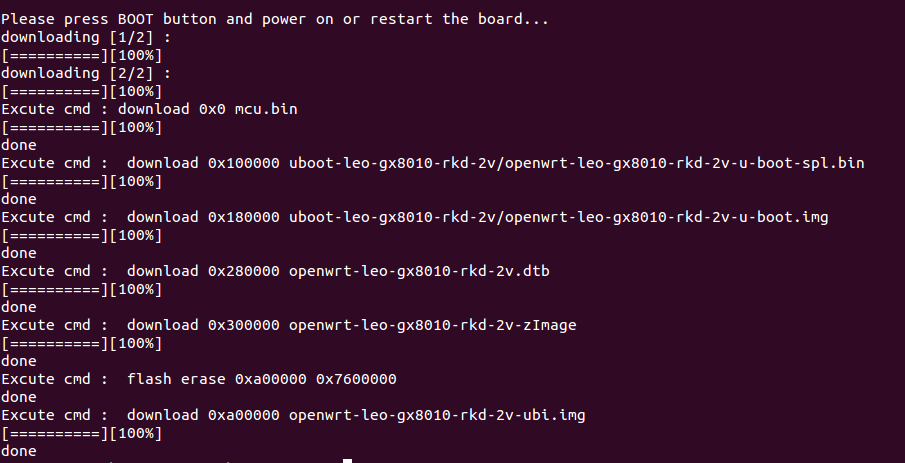 Please press BOOT button and power on or restart the board...
downloading [1/2] :
[==========][100%]
downloading [2/2] :
[==========][100%]
Excute cmd : download 0x0 mcu.bin
[==========][100%]
done
Excute cmd :  download 0x100000 uboot-leo-gx8010-rkd-2v/openwrt-leo-gx8010-rkd-2v-u-boot-spl.bin
[==========][100%]
done
Excute cmd :  download 0x180000 uboot-leo-gx8010-rkd-2v/openwrt-leo-gx8010-rkd-2v-u-boot.img
[==========][100%]
done
Excute cmd :  download 0x280000 openwrt-leo-gx8010-rkd-2v.dtb
[==========][100%]
done
Excute cmd :  download 0x300000 openwrt-leo-gx8010-rkd-2v-zImage
[==========][100%]
done
Excute cmd :  flash erase 0xa00000 0x7600000
done
Excute cmd :  download 0xa00000 openwrt-leo-gx8010-rkd-2v-ubi.img
[==========][100%]
done